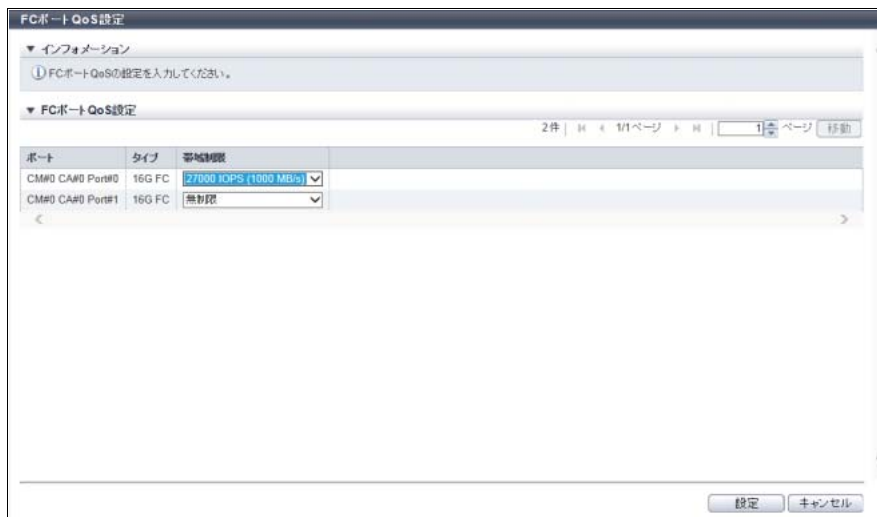 FCポートQoS設定
▼ インフォメーション
FCポートQoSの設定を入力してください。
▼ FCポートQoS設定
2件 | 1/1ページ | 1 ページ 移動
ポート タイプ 帯域制限
CM#0 CA#0 Port#0 16G FC 27000 IOPS (1000 MB/s)
CM#0 CA#0 Port#1 16G FC 無制限
設定 キャンセル